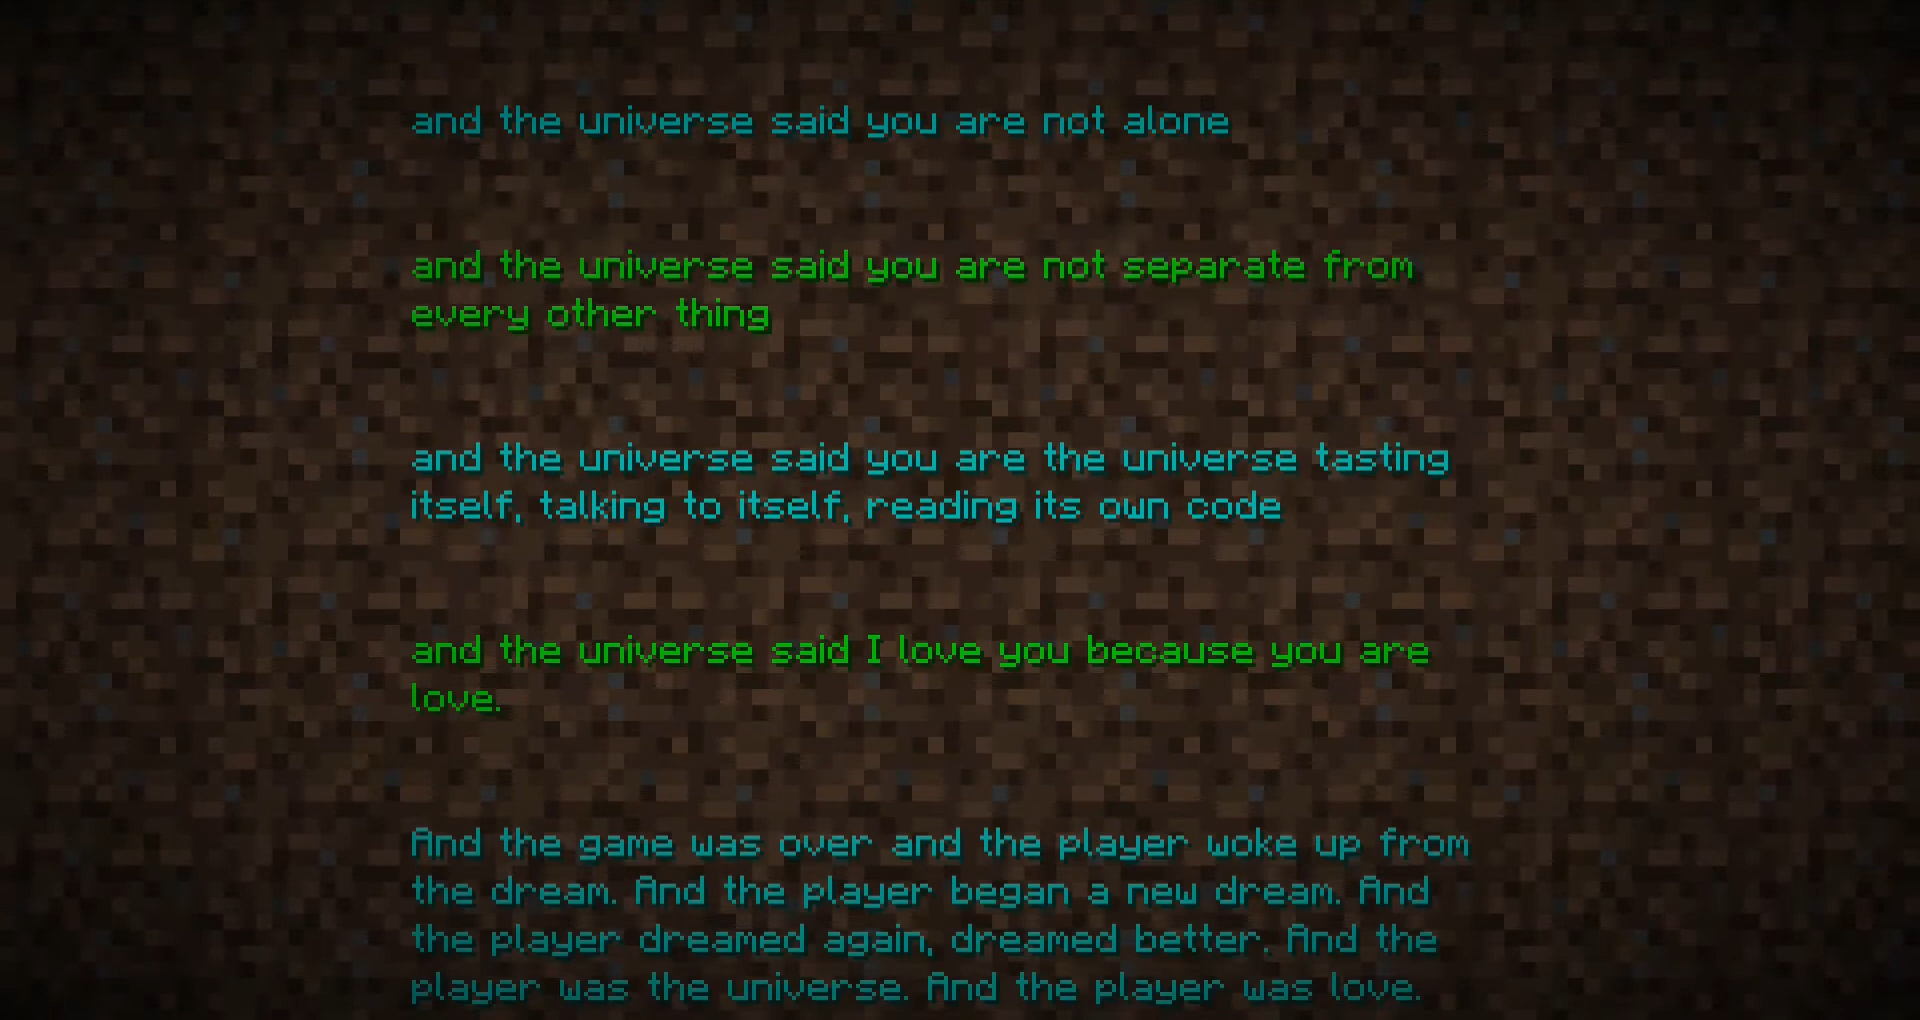 and the universe said you are not alone
and the universe said you are not separate from
every other thing
and the universe said you are the universe tasting
itself, talking to itself, reading its own code
and the universe said I love you because you are
love.
And the game was over and the player woke up from
the dream. And the player began a new dream. And
the player dreamed again, dreamed better. And the
player was the universe. And the player was love.